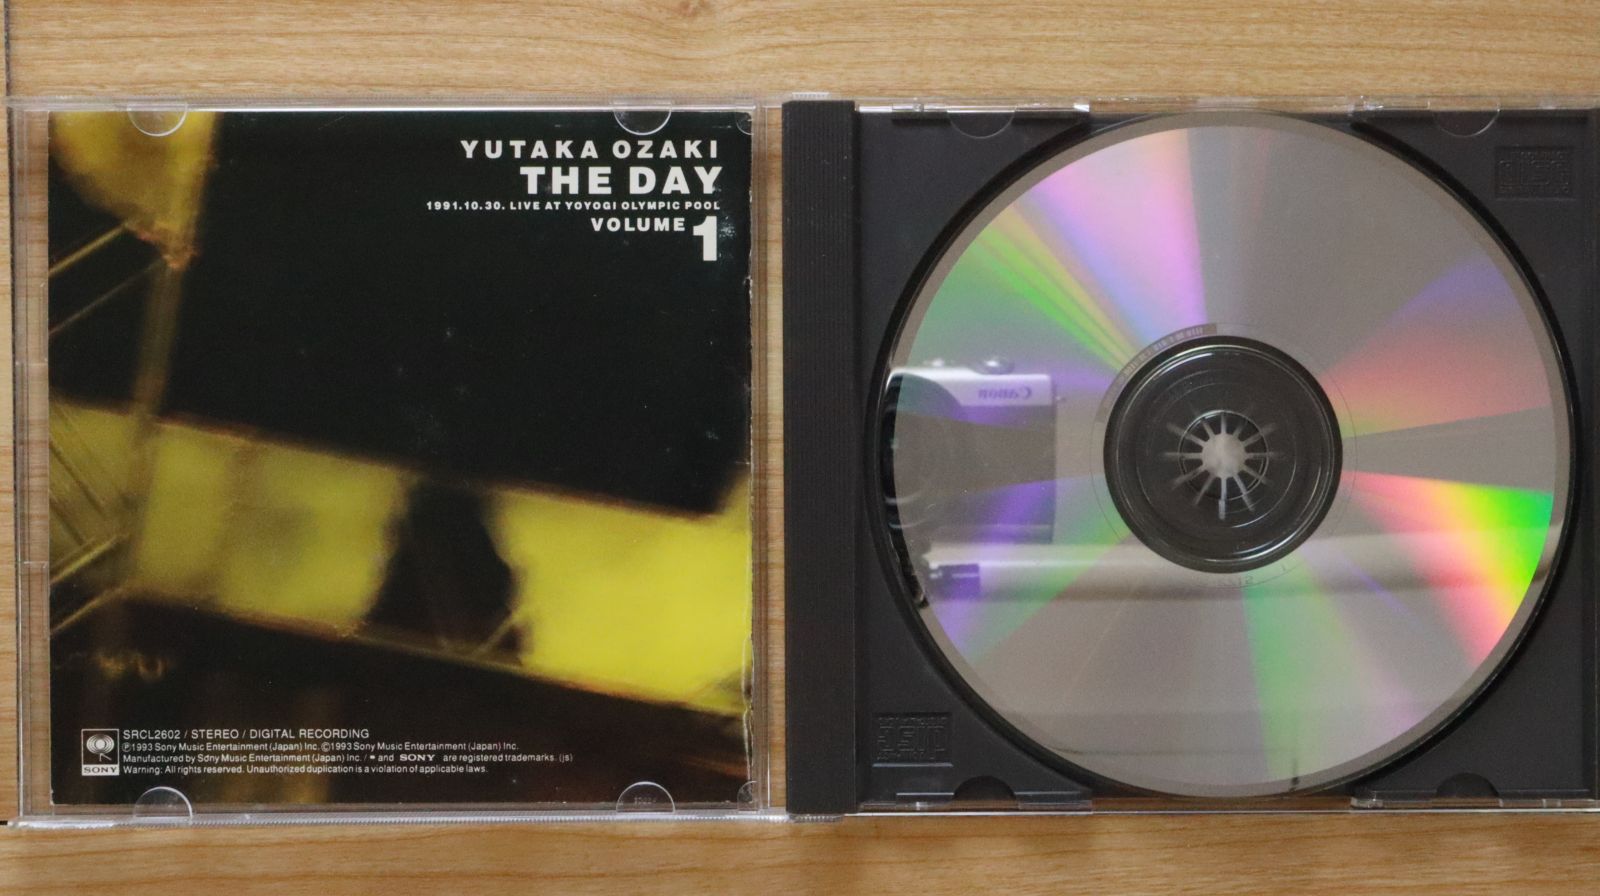 YUTAKA OZAKI
THE DAY
1991.10.30. LIVE AT YOYOGI OLYMPIC POOL
VOLUME 1
SRCL2602 / STEREO / DIGITAL RECORDING
Ⓟ1993 Sony Music Entertainment (Japan) Inc. ©1993 Sony Music Entertainment (Japan) Inc.
Manufactured by Sony Music Entertainment (Japan) Inc. / and SONY are registered trademarks. (js)
Warning: All rights reserved. Unauthorized duplication is a violation of applicable laws.
SONY
Canon